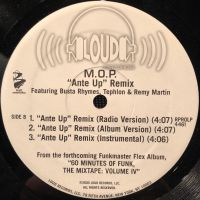 LOUD
M.O.P.
"Ante Up" Remix
Featuring Busta Rhymes, Tephlon & Remy Martin
SIDE B
1. "Ante Up" Remix (Radio Version) (4:07)
2. "Ante Up" Remix (Album Version) (4:07)
3. "Ante Up" Remix (Instrumental) (4:06)
RPROLP
4461
From the forthcoming Funkmaster Flex Album,
"60 MINUTES OF FUNK,
THE MIXTAPE: VOLUME IV"